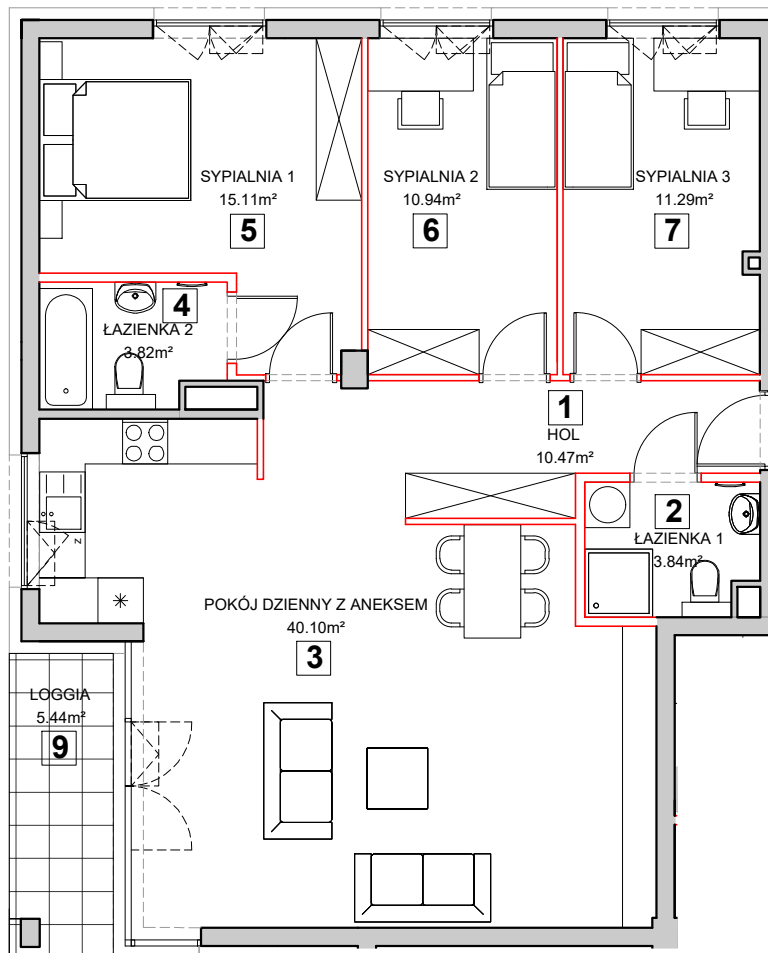 SYPIALNIA 1
15.11m²
5
SYPIALNIA 2
10.94m²
6
SYPIALNIA 3
11.29m²
7
4
ŁAZIENKA 2
3.82m²
1
HOL
10.47m²
2
ŁAZIENKA 1
3.84m²
POKÓJ DZIENNY Z ANEKSEM
40.10m²
3
LOGGIA
5.44m²
9
z